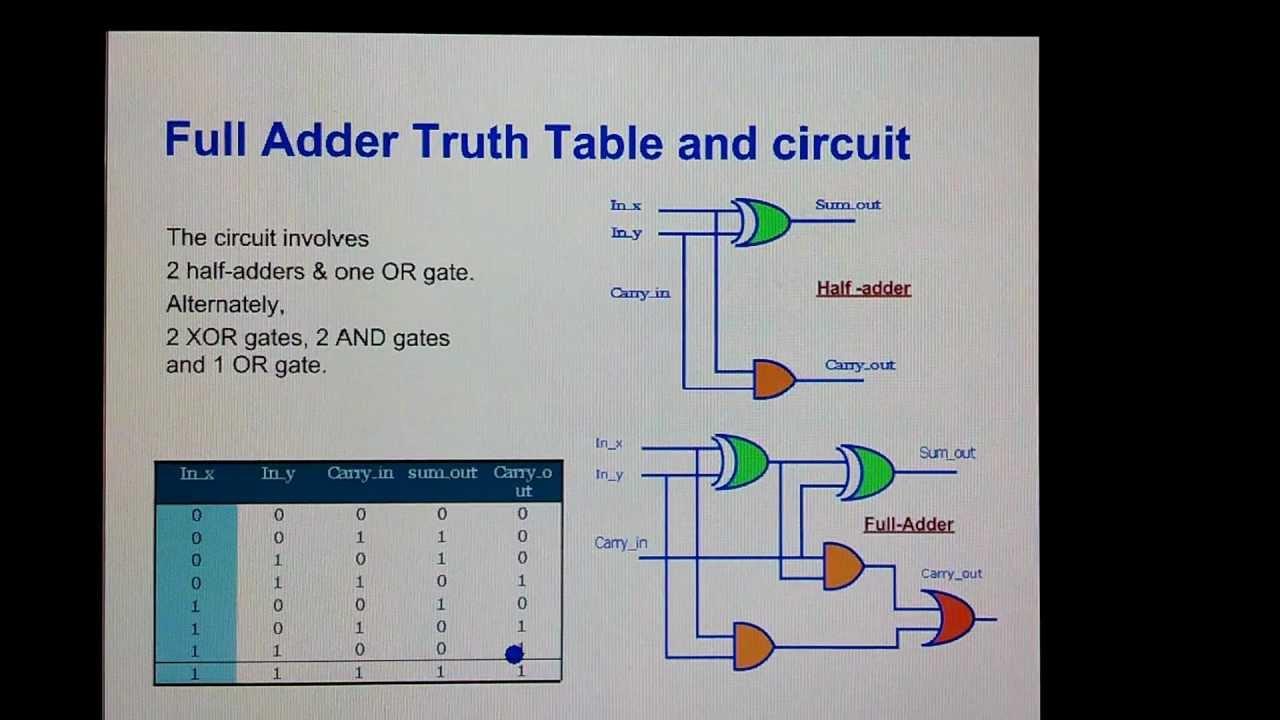 Full Adder Truth Table and circuit
The circuit involves
2 half-adders & one OR gate.
Alternately,
2 XOR gates, 2 AND gates
and 1 OR gate.
In_x
Sum_out
In_y
Carry_in
Half -adder
Carry_out
In_x
In_y
Sum_out
Full-Adder
Carry_in
Carry_out
In_x In_y Carry_in sum_out Carry_o
ut
0 0 0 0 0
0 0 1 1 0
0 1 0 1 0
0 1 1 0 1
1 0 0 1 0
1 0 1 0 1
1 1 0 0
1 1 1 1 1